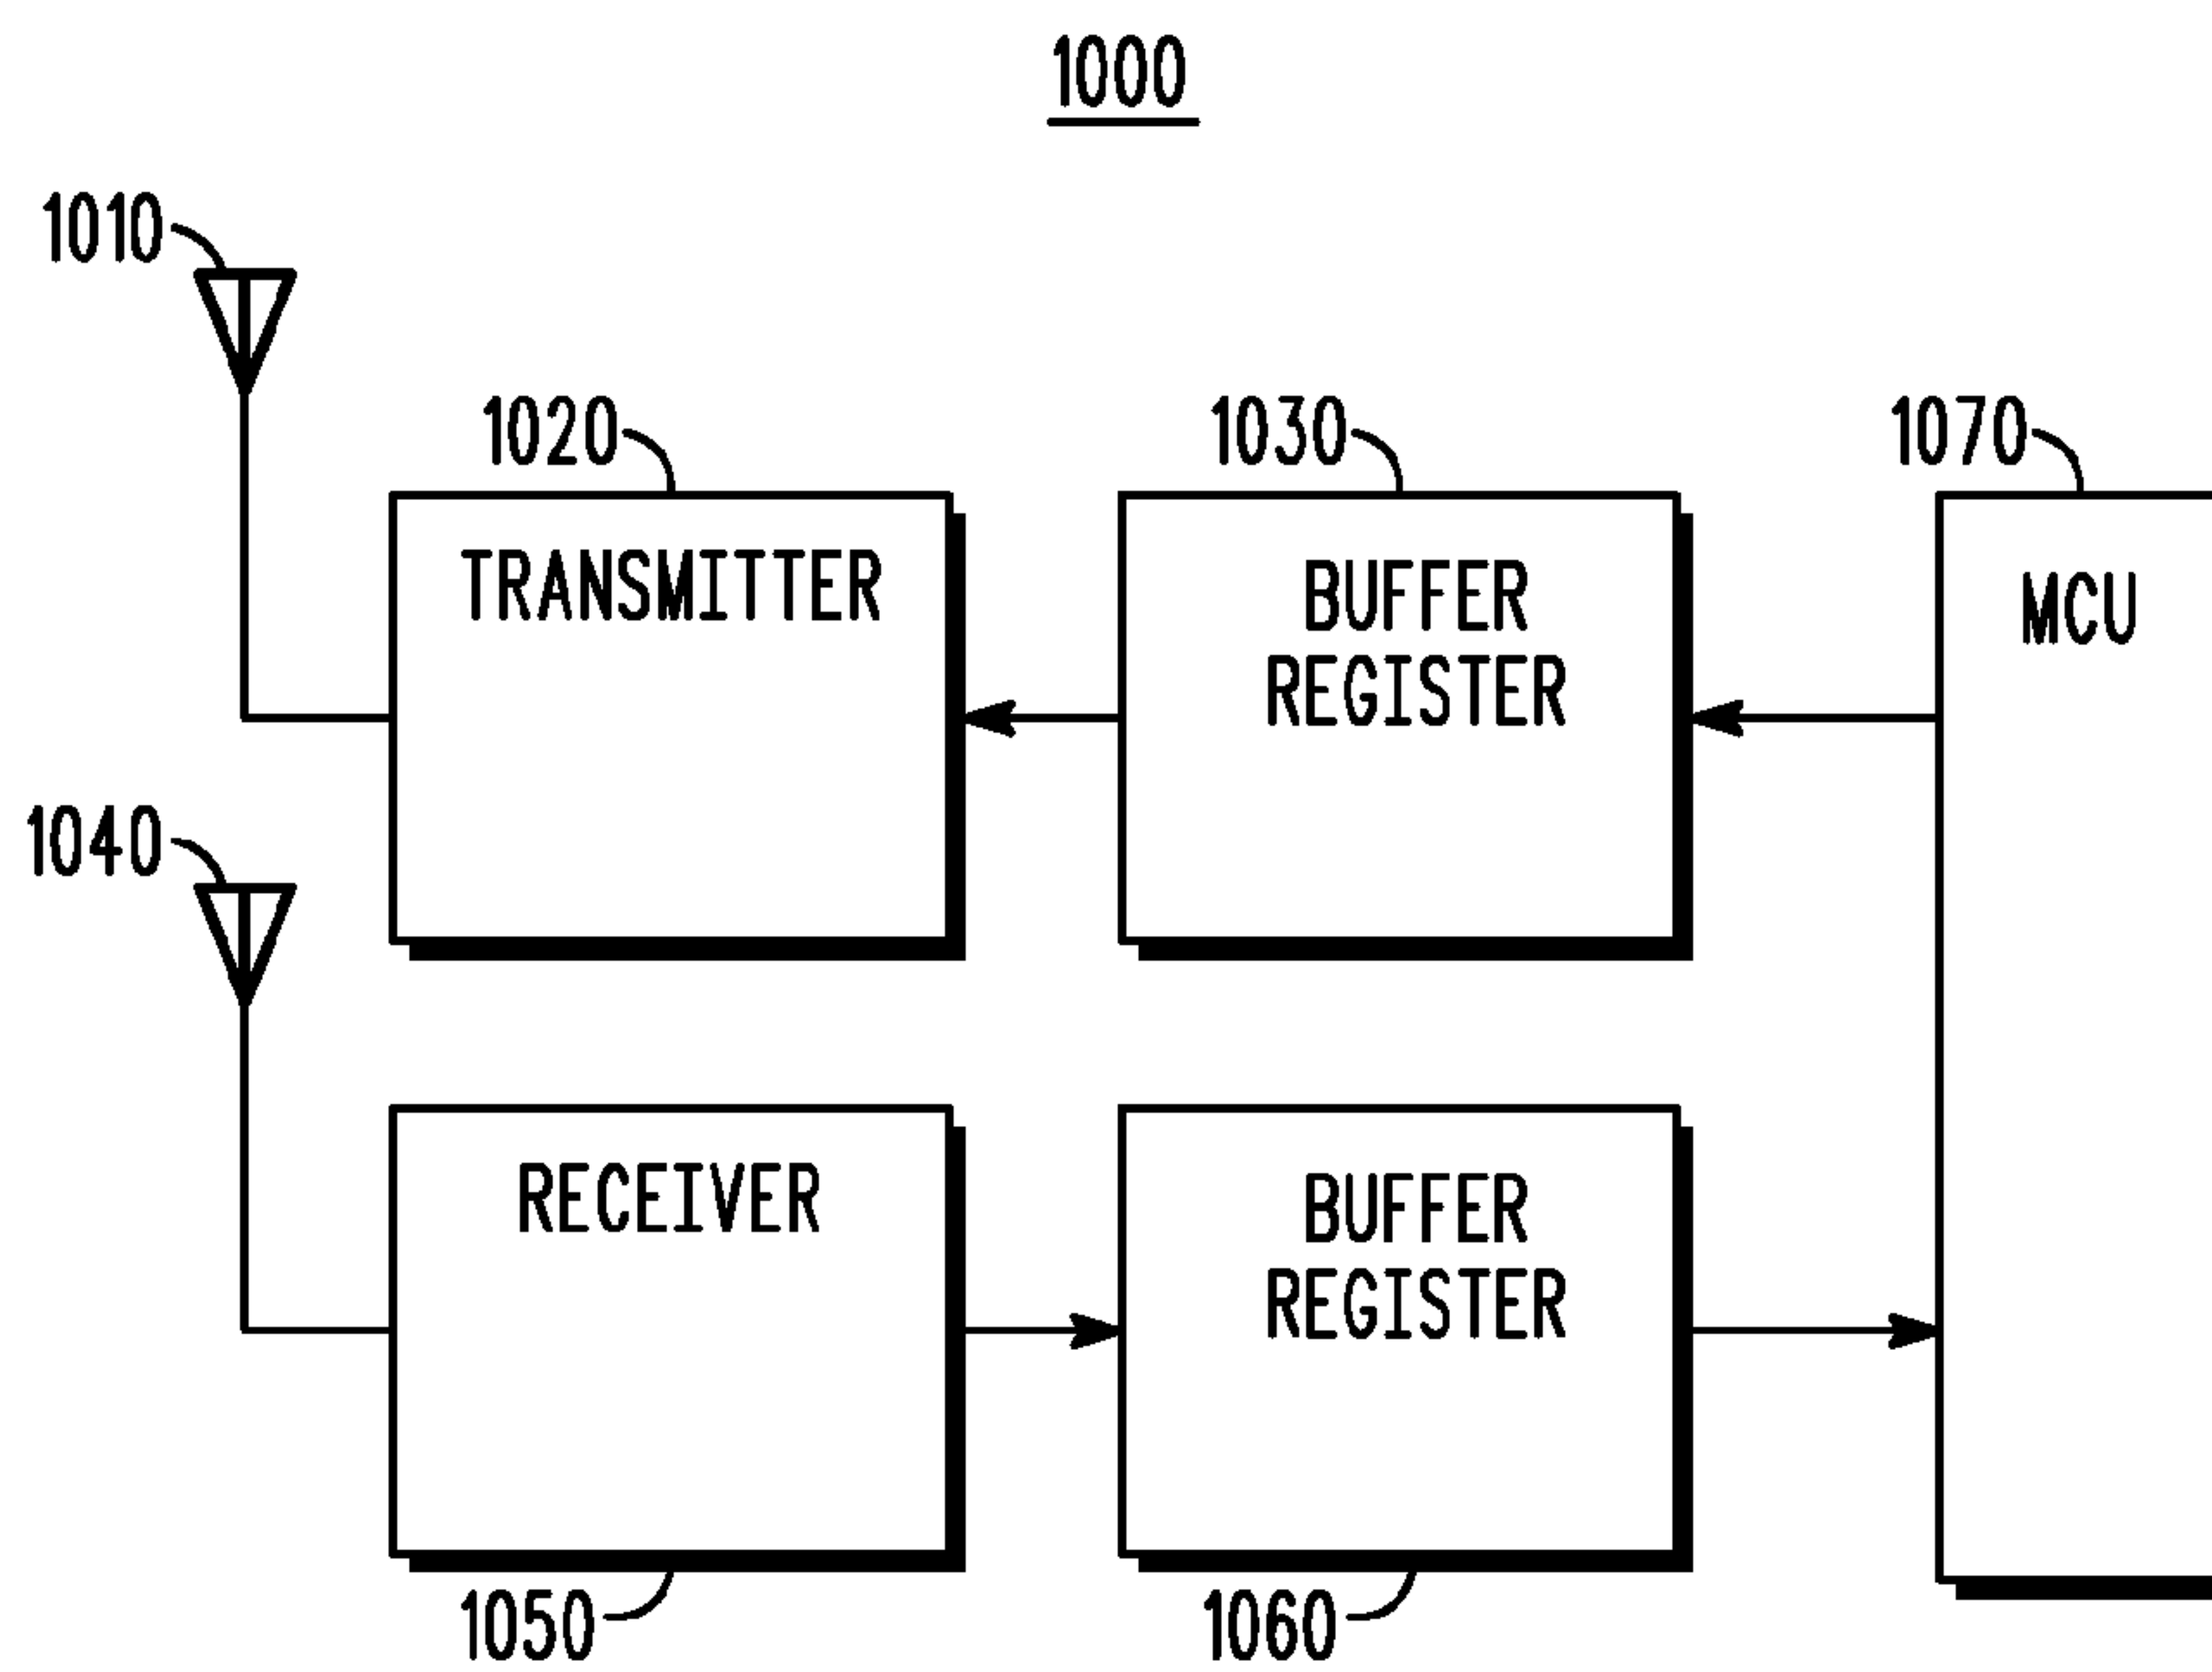 1000
1010
1020
1030
1070
TRANSMITTER
BUFFER
REGISTER
MCU
1040
RECEIVER
BUFFER
REGISTER
1050
1060